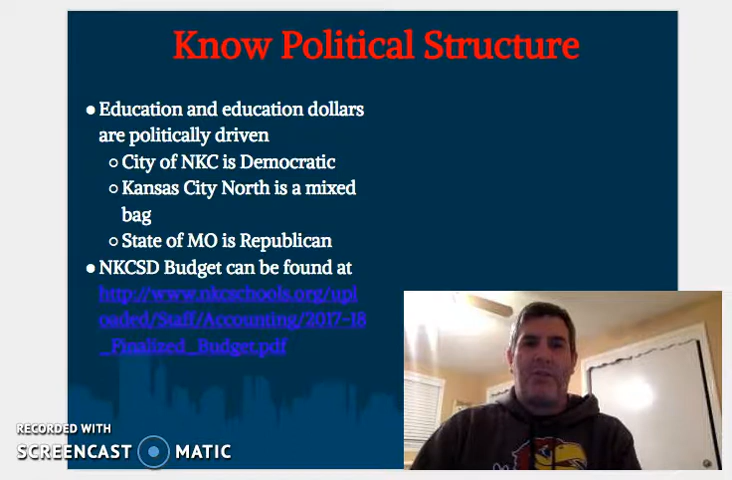 Know Political Structure
● Education and education dollars
are politically driven
○ City of NKC is Democratic
○ Kansas City North is a mixed
bag
○ State of MO is Republican
● NKCSD Budget can be found at
http://www.nkcschools.org/upl
oaded/Staff/Accounting/2017-18
_Finalized_Budget.pdf
RECORDED WITH
SCREENCAST MATIC